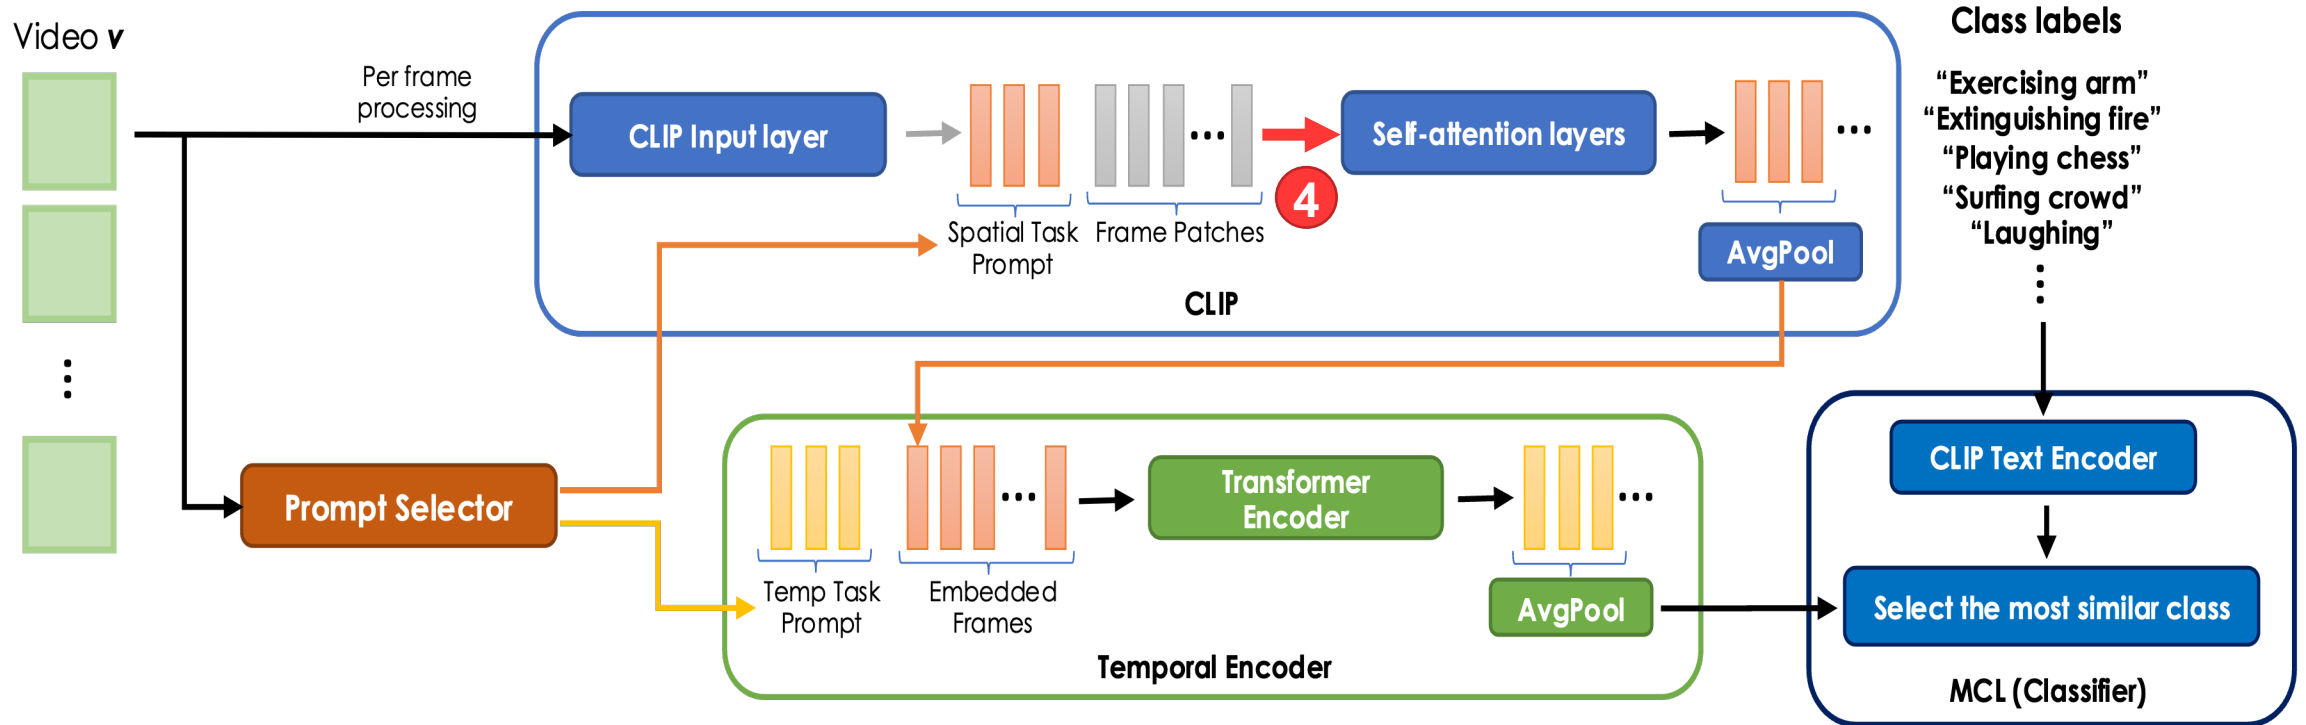 Video v
Per frame
processing
CLIP Input layer
Spatial Task
Prompt
Frame Patches
4
Self-attention layers
AvgPool
CLIP
Class labels
“Exercising arm”
“Extinguishing fire”
“Playing chess”
“Surfing crowd”
“Laughing”
Prompt Selector
Temp Task
Prompt
Embedded
Frames
Transformer
Encoder
AvgPool
Temporal Encoder
CLIP Text Encoder
Select the most similar class
MCL (Classifier)